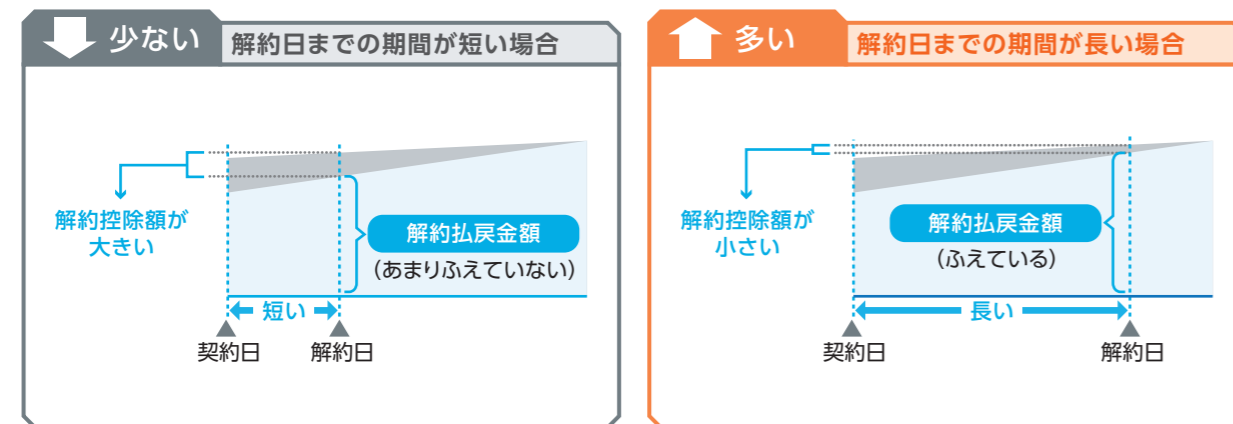 少ない
解約日までの期間が短い場合
解約控除額が
大きい
解約払戻金額
(あまりふえていない)
短い
契約日
解約日
多い
解約日までの期間が長い場合
解約控除額が
小さい
解約払戻金額
(ふえている)
長い
契約日
解約日